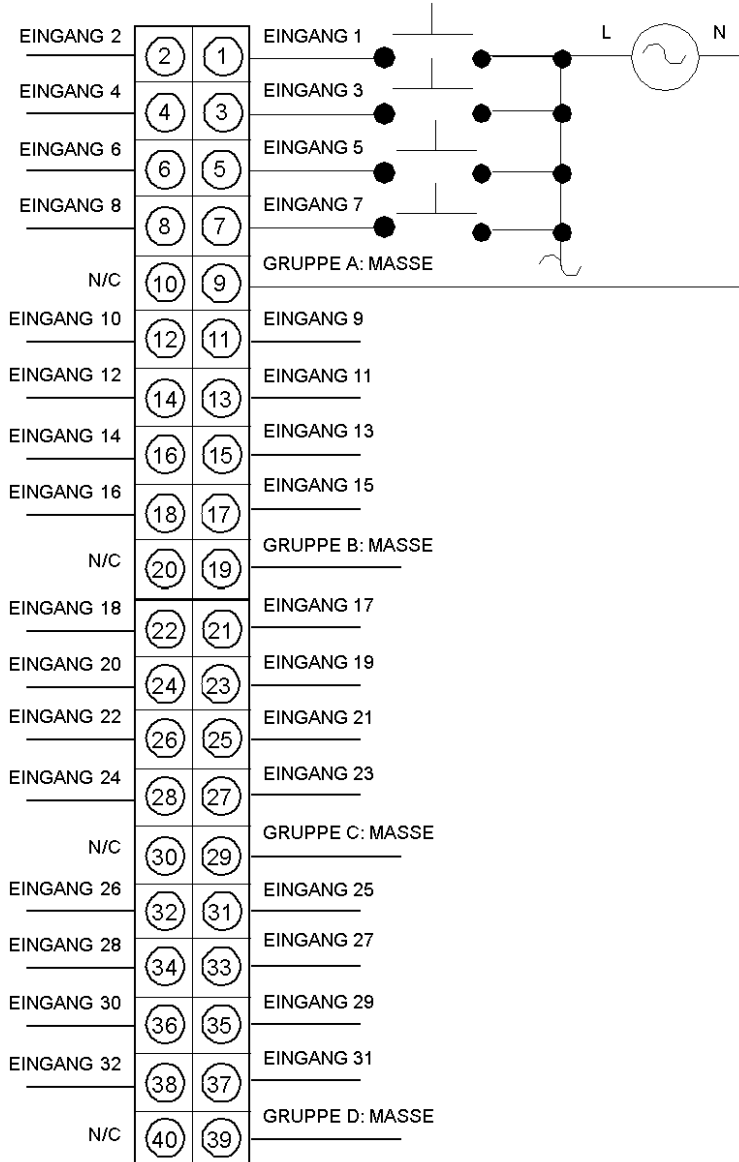 EINGANG 2 2 1 EINGANG 1 L N
EINGANG 4 4 3 EINGANG 3
EINGANG 6 6 5 EINGANG 5
EINGANG 8 8 7 EINGANG 7
N/C 10 9 GRUPPE A: MASSE
EINGANG 10 12 11 EINGANG 9
EINGANG 12 14 13 EINGANG 11
EINGANG 14 16 15 EINGANG 13
EINGANG 16 18 17 EINGANG 15
N/C 20 19 GRUPPE B: MASSE
EINGANG 18 22 21 EINGANG 17
EINGANG 20 24 23 EINGANG 19
EINGANG 22 26 25 EINGANG 21
EINGANG 24 28 27 EINGANG 23
N/C 30 29 GRUPPE C: MASSE
EINGANG 26 32 31 EINGANG 25
EINGANG 28 34 33 EINGANG 27
EINGANG 30 36 35 EINGANG 29
EINGANG 32 38 37 EINGANG 31
N/C 40 39 GRUPPE D: MASSE